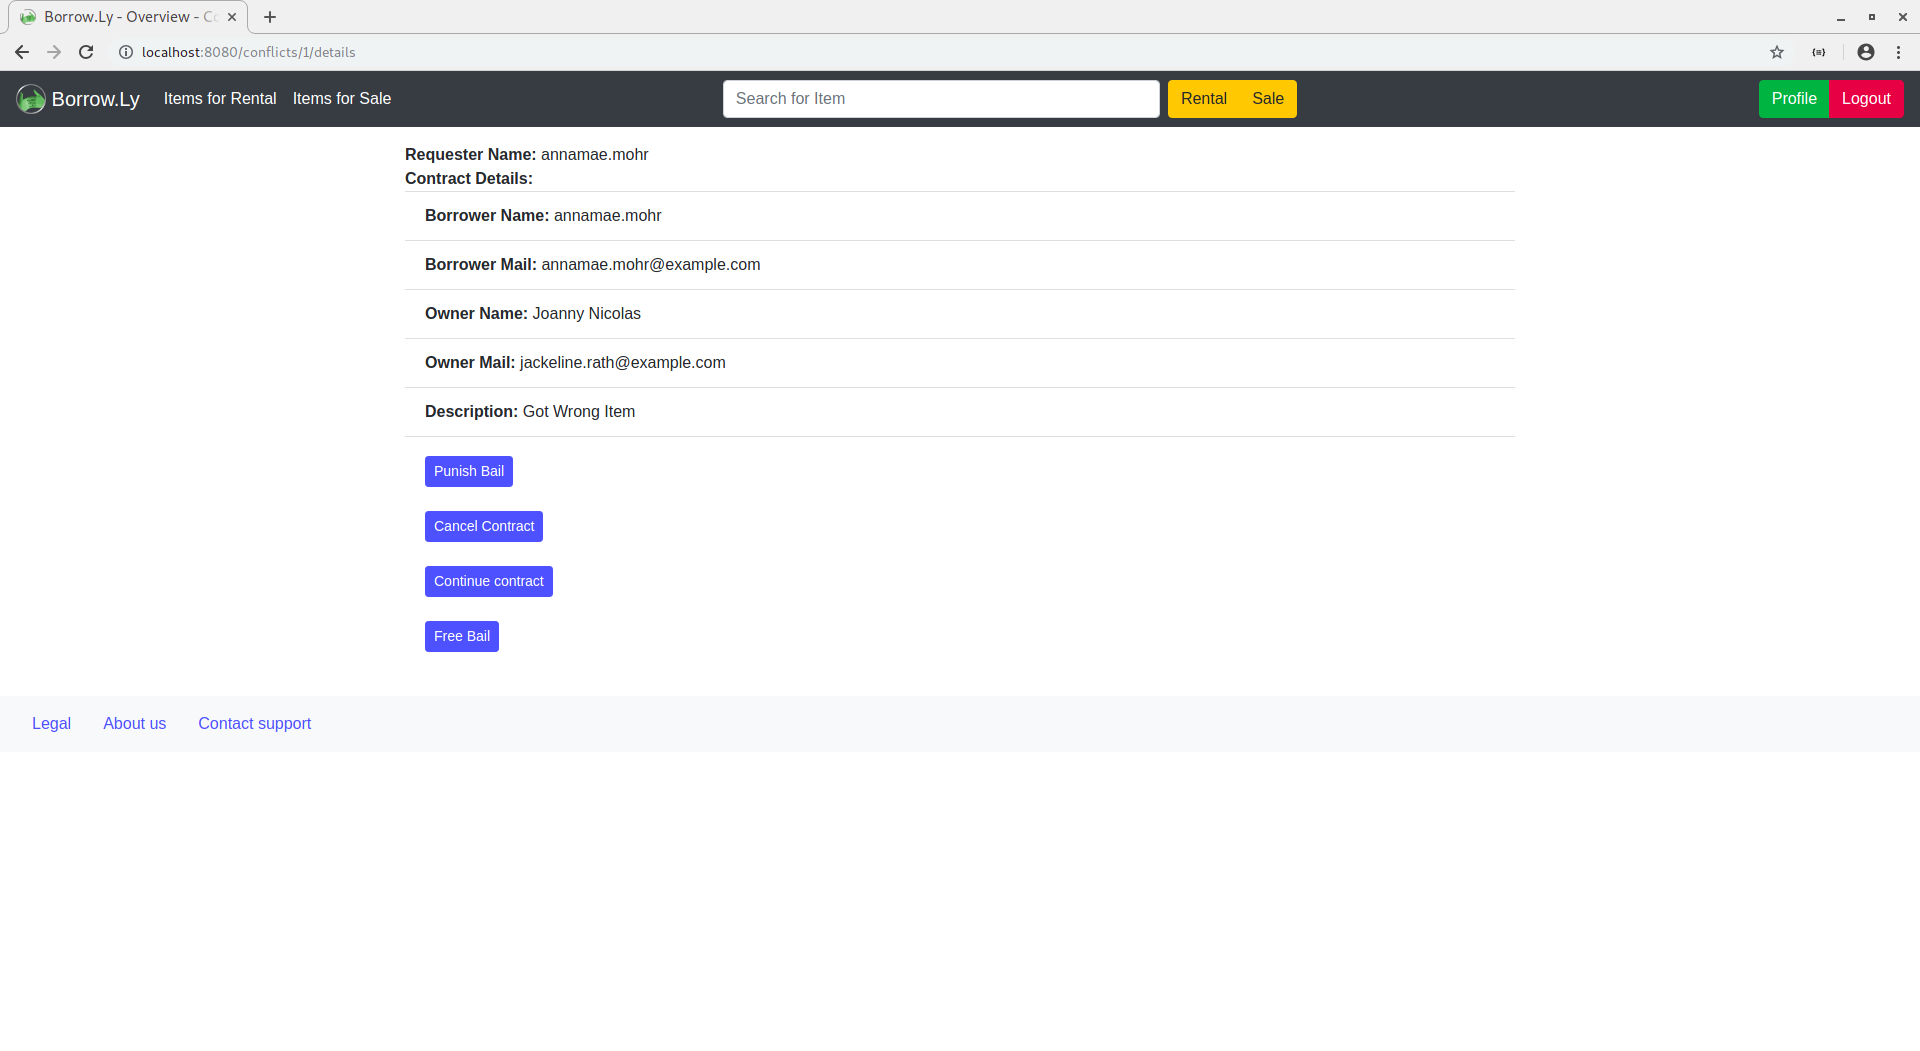 Borrow.Ly - Overview - Co
localhost:8080/conflicts/1/details
Borrow.Ly Items for Rental Items for Sale Search for Item Rental Sale Profile Logout
Requester Name: annamae.mohr
Contract Details:
Borrower Name: annamae.mohr
Borrower Mail: annamae.mohr@example.com
Owner Name: Joanny Nicolas
Owner Mail: jackeline.rath@example.com
Description: Got Wrong Item
Punish Bail
Cancel Contract
Continue contract
Free Bail
Legal About us Contact support